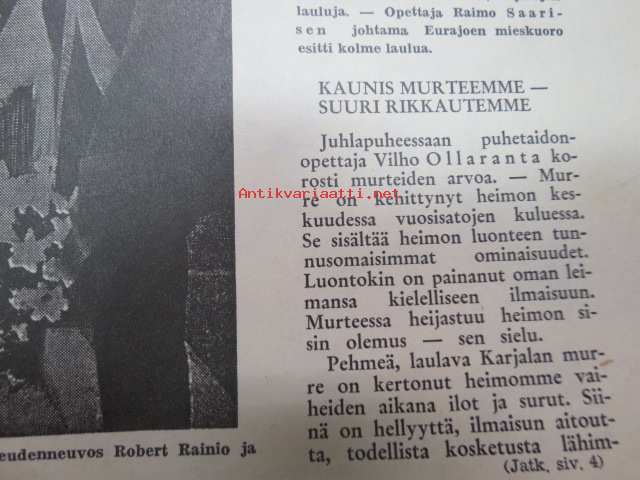 lauluja. — Opettaja Raimo Saari-
sen johtama Eurajoen mieskuoro
esitti kolme laulua.
KAUNIS MURTEEMME —
SUURI RIKKAUTEMME
Juhlapuheessaan puhetaidon-
opettaja Vilho Ollaranta ko-
rosti murteiden arvoa. — Mur-
re on kehittynyt heimon kes-
kuudessa vuosisatojen kuluessa.
Se sisältää heimon luonteen tun-
nusomaisimmat ominaisuudet.
Luontokin on painanut oman lei-
mansa kielelliseen ilmaisuun.
Murteessa heijastuu heimon si-
sin olemus — sen sielu.
Pehmeä, laulava Karjalan mur-
re on kertonut heimomme vai-
heiden aikana ilot ja surut. Sii-
nä on hellyyttä, ilmaisun aitout-
ta, todellista kosketusta lähim-
(Jatk. siv. 4)
eudenneuvos Robert Rainio ja
Antikvariaatti.net